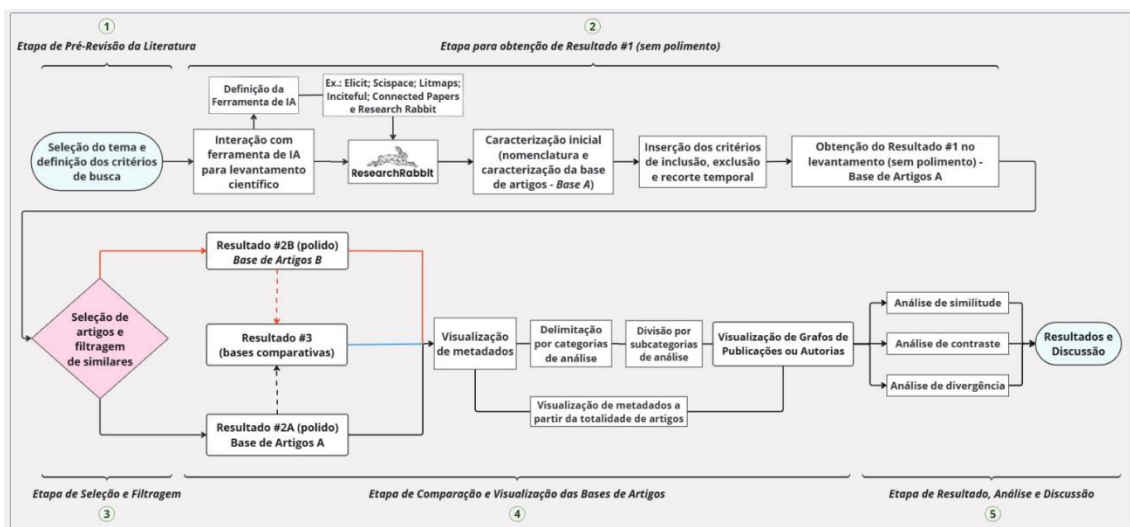 1
2
Etapa de Pré-Revisão da Literatura
Etapa para obtenção de Resultado #1 (sem polimento)
Definição da
Ferramenta de IA
Ex.: Elicit; Scispace; Litmaps;
Inciteful; Connected Papers
e Research Rabbit
Seleção do tema e
definição dos critérios
de busca
Interação com
ferramenta de IA
para levantamento
científico
ResearchRabbit
Caracterização inicial
(nomenclatura e
caracterização da base
de artigos - Base A)
Inserção dos critérios
de inclusão, exclusão
e recorte temporal
Obtenção do Resultado #1 no
levantamento (sem polimento) -
Base de Artigos A
Seleção de
artigos e
filtragem
de similares
Resultado #2B (polido)
Base de Artigos B
Resultado #3
(bases comparativas)
Resultado #2A (polido)
Base de Artigos A
Visualização
de metadados
Delimitação
por categorias
de análise
Divisão por
subcategorias
de análise
Visualização de Grafos de
Publicações ou Autorias
Visualização de metadados a
partir da totalidade de artigos
Análise de similitude
Análise de contraste
Análise de divergência
Resultados e
Discussão
Etapa de Seleção e Filtragem
Etapa de Comparação e Visualização das Bases de Artigos
Etapa de Resultado, Análise e Discussão
3
4
5